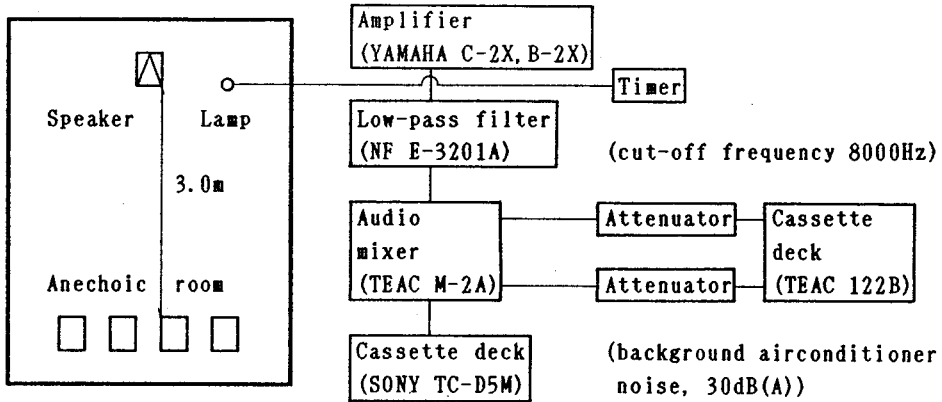 Speaker
Lamp
3.0m
Anechoic room
Amplifier
(YAMAHA C-2X, B-2X)
Timer
Low-pass filter
(NF E-3201A)
(cut-off frequency 8000Hz)
Audio
mixer
(TEAC M-2A)
Attenuator
Attenuator
Cassette
deck
(TEAC 122B)
Cassette deck
(SONY TC-D5M)
(background airconditioner
noise, 30dB(A))